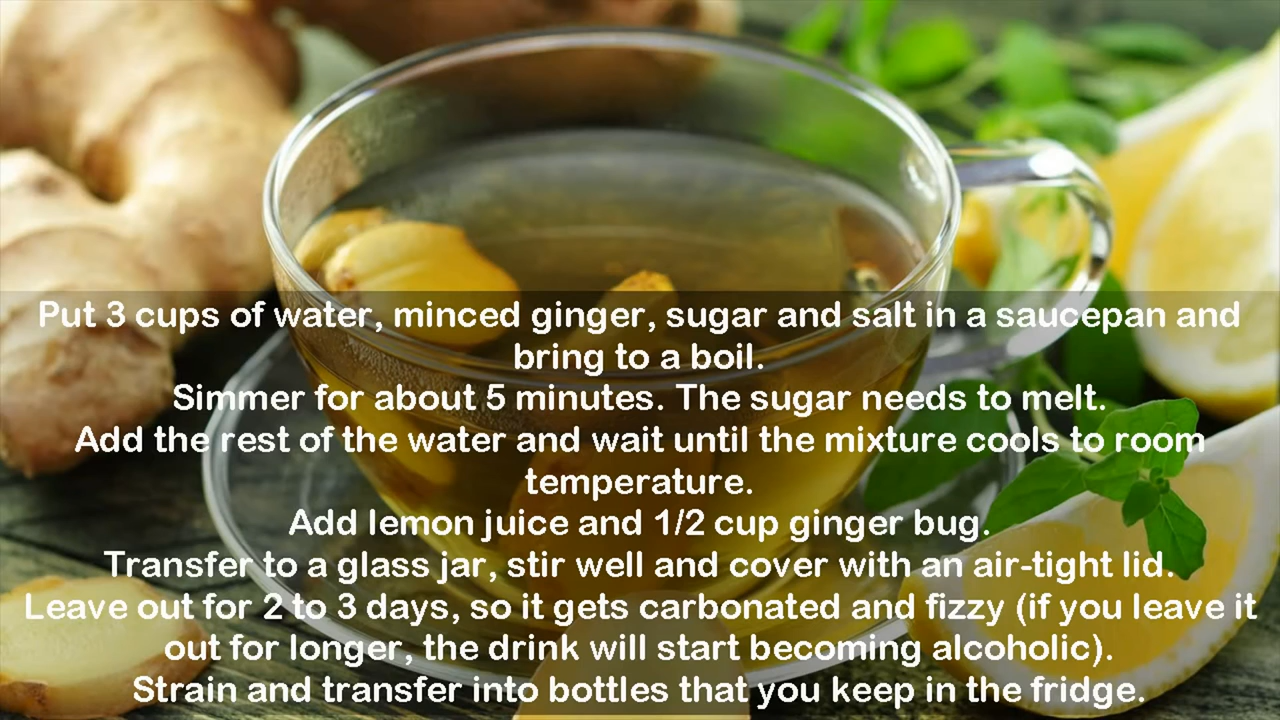 Put 3 cups of water, minced ginger, sugar and salt in a saucepan and
bring to a boil.
Simmer for about 5 minutes. The sugar needs to melt.
Add the rest of the water and wait until the mixture cools to room
temperature.
Add lemon juice and 1/2 cup ginger bug.
Transfer to a glass jar, stir well and cover with an air-tight lid.
Leave out for 2 to 3 days, so it gets carbonated and fizzy (if you leave it
out for longer, the drink will start becoming alcoholic).
Strain and transfer into bottles that you keep in the fridge.